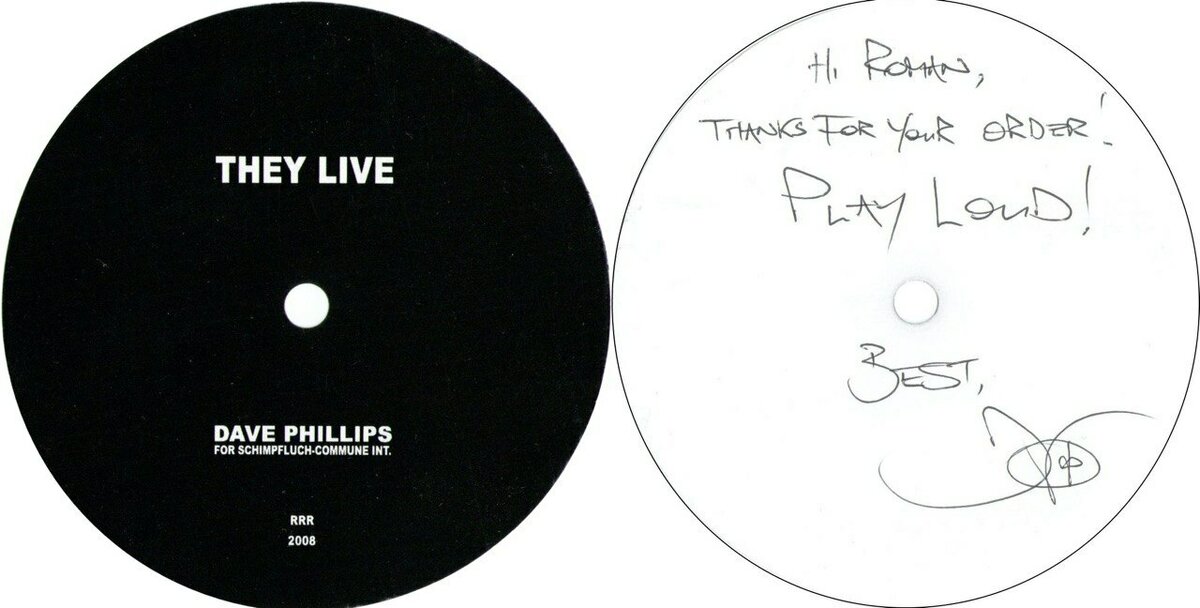 THEY LIVE
DAVE PHILLIPS
FOR SCHIMPFLUCH-COMMUNE INT.
RRR
2008
Hi Roman,
THANKS FOR YOUR ORDER!
PLAY LOUD!
BEST,